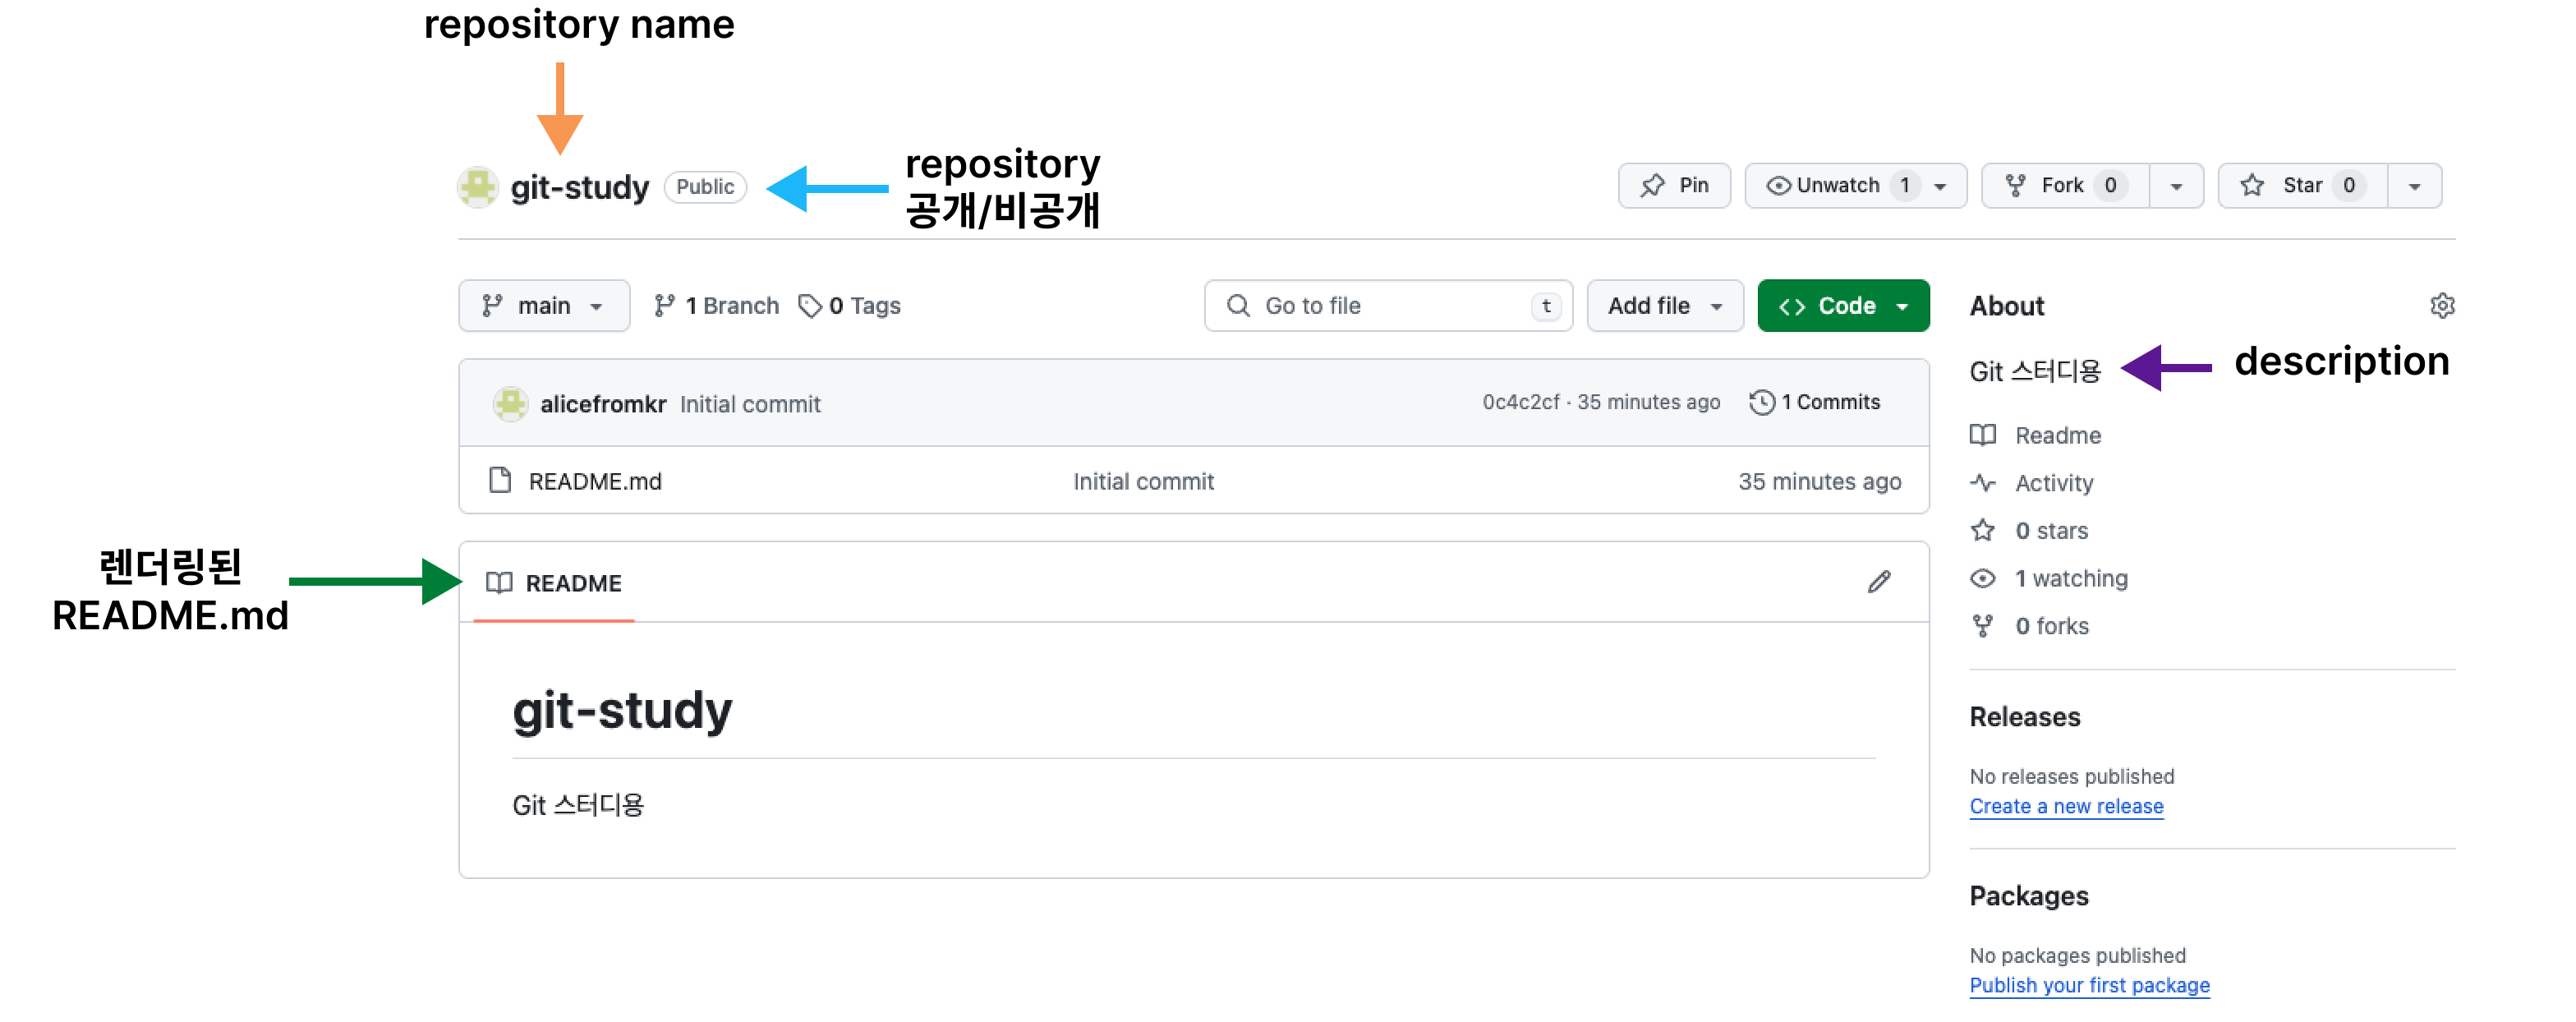 repository name
git-study Public
repository
공개/비공개
Pin
Unwatch 1
Fork 0
Star 0
main
1 Branch
0 Tags
Go to file t
Add file
<> Code
About
Git 스터디용
description
alicefromkr Initial commit
0c4c2cf · 35 minutes ago
1 Commits
Readme
README.md Initial commit 35 minutes ago
Activity
0 stars
렌더링된
README.md
README
1 watching
0 forks
git-study
Git 스터디용
Releases
No releases published
Create a new release
Packages
No packages published
Publish your first package